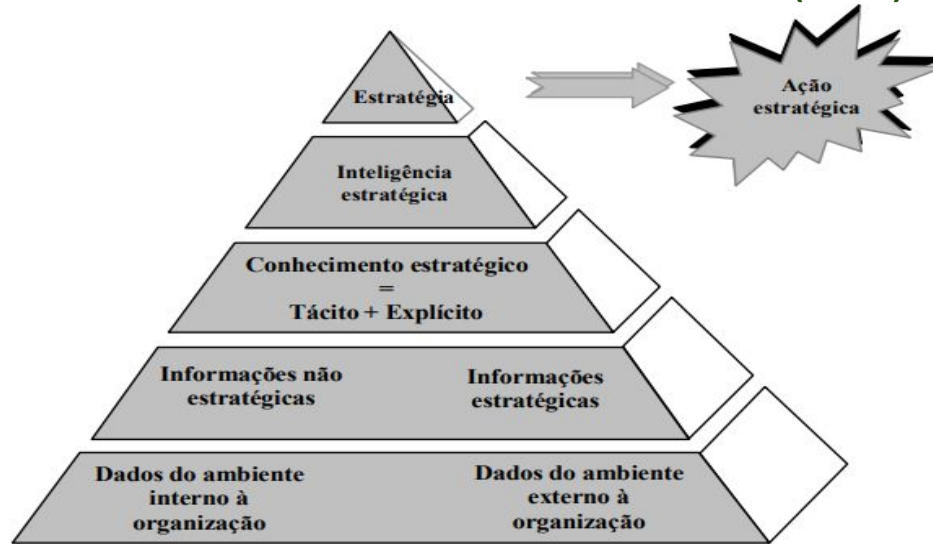 Estratégia
Ação
estratégica
Inteligência
estratégica
Conhecimento estratégico
=
Tácito + Explícito
Informações não
estratégicas
Informações
estratégicas
Dados do ambiente
interno à
organização
Dados do ambiente
externo à
organização